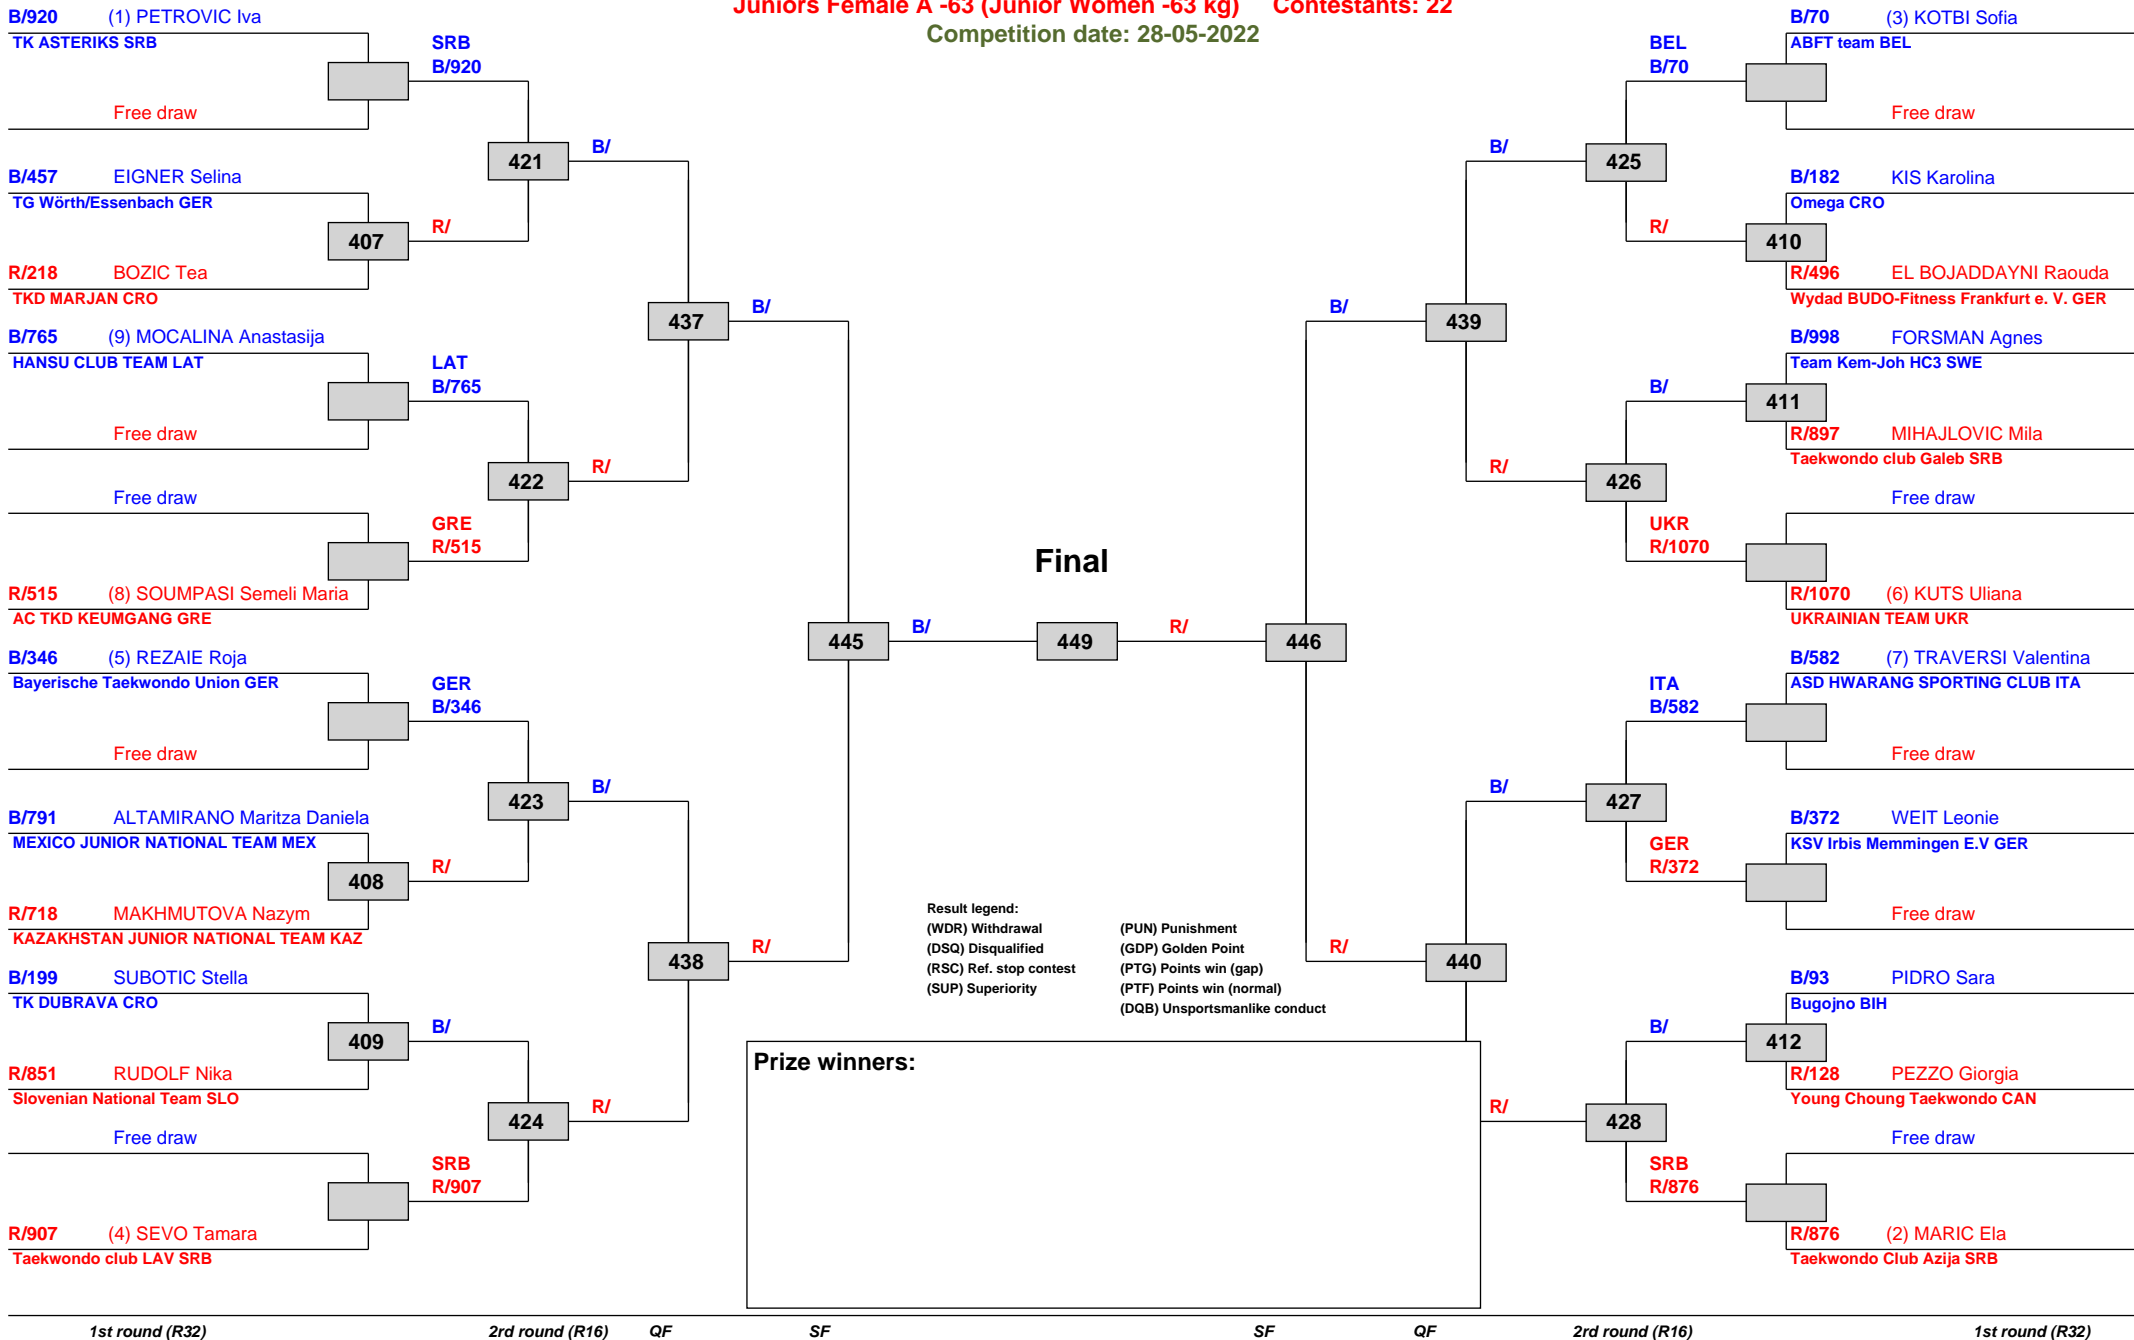 Juniors Female A -63 (Junior Women -63 kg) Contestants: 22
Competition date: 28-05-2022
B/920 (1) PETROVIC Iva
TK ASTERIKS SRB
Free draw
SRB
B/920
B/457 EIGNER Selina
TG Wörth/Essenbach GER
407
R/218 BOZIC Tea
TKD MARJAN CRO
R/
421
B/
B/765 (9) MOCALINA Anastasija
HANSU CLUB TEAM LAT
Free draw
LAT
B/765
Free draw
R/515 (8) SOUMPASI Semeli Maria
AC TKD KEUMGANG GRE
GRE
R/515
422
R/
437
B/
B/346 (5) REZAIE Roja
Bayerische Taekwondo Union GER
Free draw
GER
B/346
B/791 ALTAMIRANO Maritza Daniela
MEXICO JUNIOR NATIONAL TEAM MEX
408
R/718 MAKHMUTOVA Nazym
KAZAKHSTAN JUNIOR NATIONAL TEAM KAZ
R/
423
B/
B/199 SUBOTIC Stella
TK DUBRAVA CRO
409
R/851 RUDOLF Nika
Slovenian National Team SLO
B/
Free draw
R/907 (4) SEVO Tamara
Taekwondo club LAV SRB
SRB
R/907
424
R/
438
R/
445
B/
Final
449
R/
446
B/70 (3) KOTBI Sofia
ABFT team BEL
Free draw
BEL
B/70
B/182 KIS Karolina
Omega CRO
410
R/496 EL BOJADDAYNI Raouda
Wydad BUDO-Fitness Frankfurt e. V. GER
R/
425
B/
B/998 FORSMAN Agnes
Team Kem-Joh HC3 SWE
411
R/897 MIHAJLOVIC Mila
Taekwondo club Galeb SRB
B/
Free draw
R/1070 (6) KUTS Uliana
UKRAINIAN TEAM UKR
UKR
R/1070
426
R/
439
B/
B/582 (7) TRAVERSI Valentina
ASD HWARANG SPORTING CLUB ITA
Free draw
ITA
B/582
B/372 WEIT Leonie
KSV Irbis Memmingen E.V GER
Free draw
GER
R/372
427
B/
B/93 PIDRO Sara
Bugojno BIH
412
R/128 PEZZO Giorgia
Young Choung Taekwondo CAN
B/
Free draw
R/876 (2) MARIC Ela
Taekwondo Club Azija SRB
SRB
R/876
428
R/
440
R/
Result legend:
(WDR) Withdrawal
(DSQ) Disqualified
(RSC) Ref. stop contest
(SUP) Superiority
(PUN) Punishment
(GDP) Golden Point
(PTG) Points win (gap)
(PTF) Points win (normal)
(DQB) Unsportsmanlike conduct
Prize winners:
1st round (R32) 2rd round (R16) QF SF SF QF 2rd round (R16) 1st round (R32)